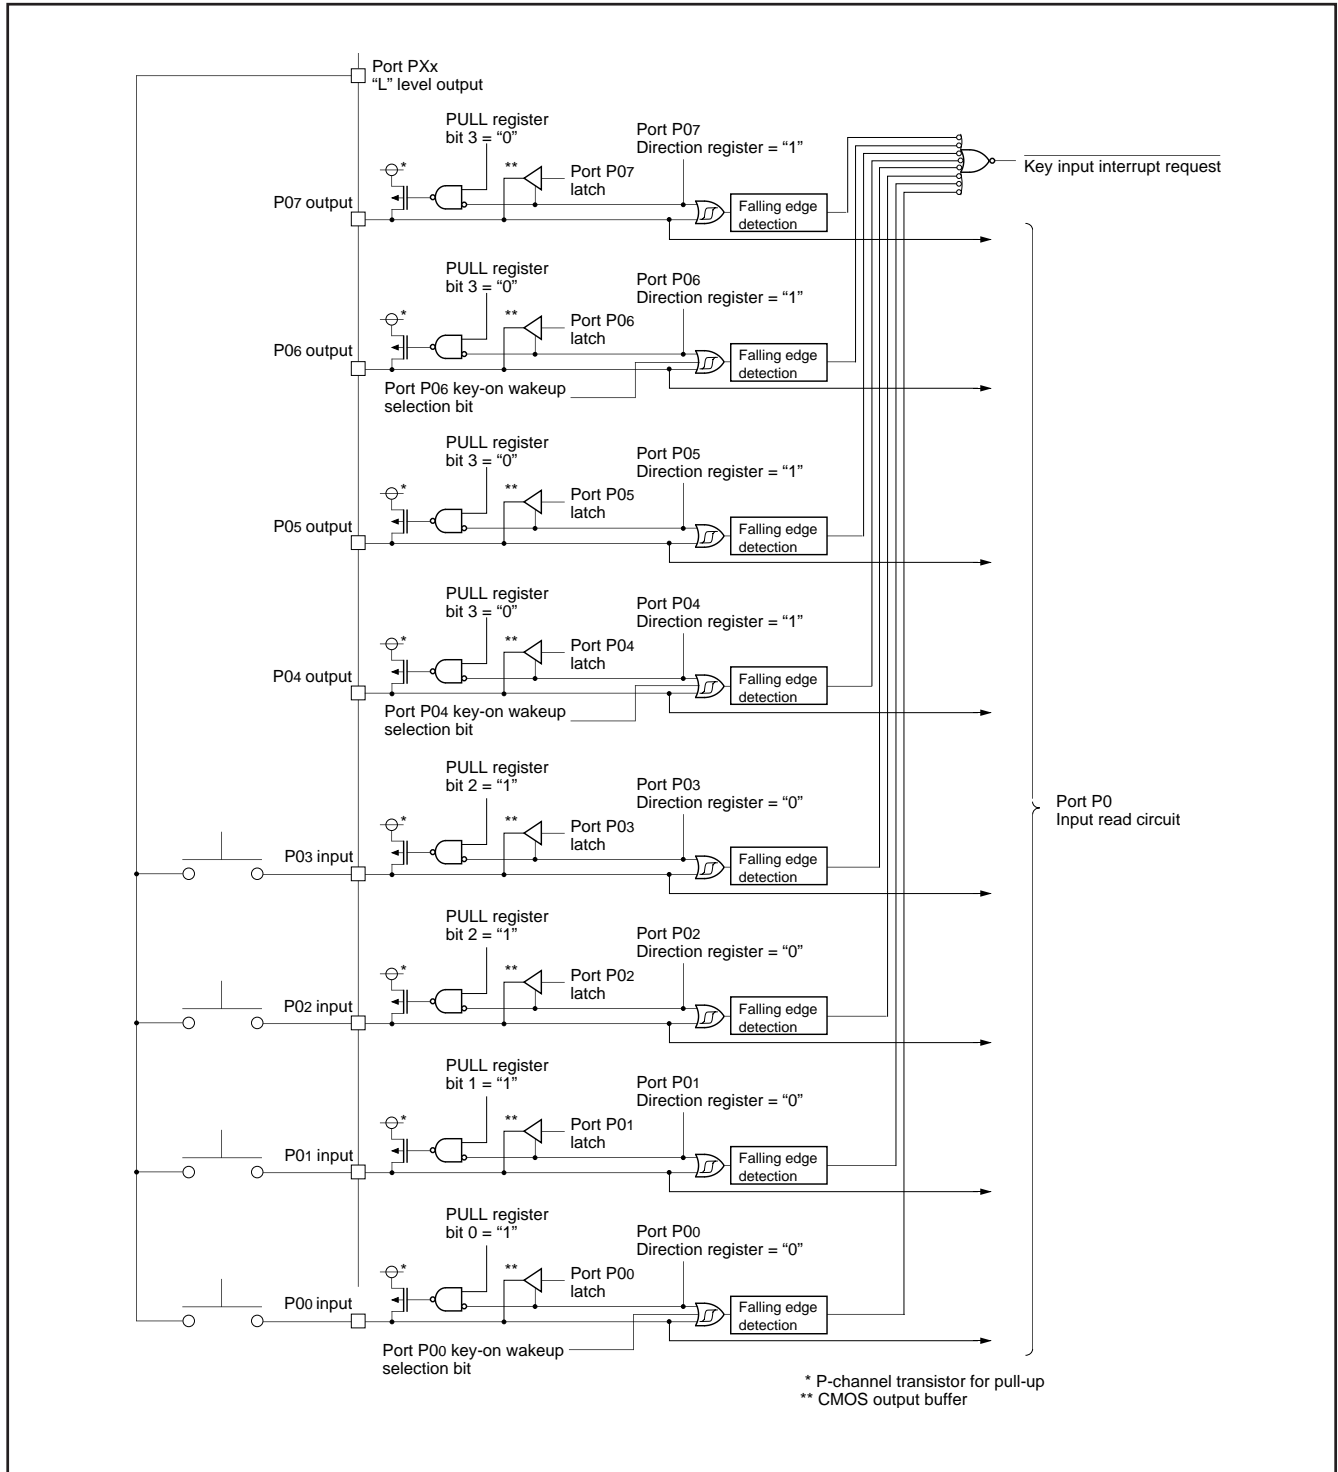 Port PXx
“L” level output
PULL register
bit 3 = “0”
Port P07
Direction register = “1”
*
**
Port P07
latch
Key input interrupt request
P07 output
Falling edge
detection
PULL register
bit 3 = “0”
Port P06
Direction register = “1”
*
**
Port P06
latch
P06 output
Falling edge
detection
Port P06 key-on wakeup
selection bit
PULL register
bit 3 = “0”
Port P05
Direction register = “1”
*
**
Port P05
latch
P05 output
Falling edge
detection
PULL register
bit 3 = “0”
Port P04
Direction register = “1”
*
**
Port P04
latch
P04 output
Falling edge
detection
Port P04 key-on wakeup
selection bit
PULL register
bit 2 = “1”
Port P03
Direction register = “0”
*
**
Port P03
latch
Port P0
Input read circuit
P03 input
Falling edge
detection
PULL register
bit 2 = “1”
Port P02
Direction register = “0”
*
**
Port P02
latch
P02 input
Falling edge
detection
PULL register
bit 1 = “1”
Port P01
Direction register = “0”
*
**
Port P01
latch
P01 input
Falling edge
detection
PULL register
bit 0 = “1”
Port P00
Direction register = “0”
*
**
Port P00
latch
P00 input
Falling edge
detection
Port P00 key-on wakeup
selection bit
* P-channel transistor for pull-up
** CMOS output buffer